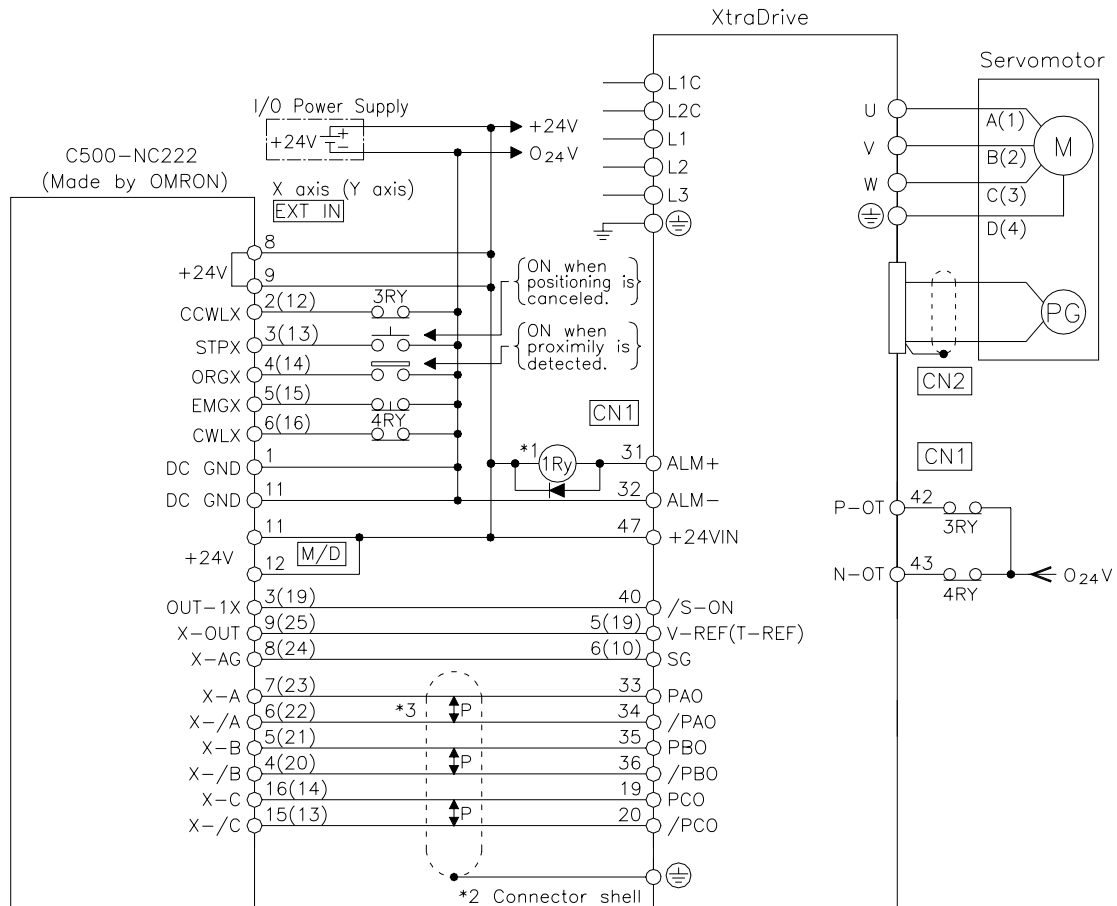 XtraDrive
Servomotor
I/O Power Supply
+24V
+
−
+24V
O24V
C500-NC222
(Made by OMRON)
X axis (Y axis)
EXT IN
L1C
L2C
L1
L2
L3
U
V
W
A(1)
B(2)
C(3)
D(4)
M
PG
CN2
+24V
8
9
CCWLX
2(12)
3RY
STPX
3(13)
ORGX
4(14)
EMGX
5(15)
CWLX
6(16)
4RY
DC GND
1
DC GND
11
ON when
positioning is
canceled.
ON when
proximily is
detected.
CN1
*1
1Ry
31
ALM+
32
ALM-
+24V
11
12
M/D
47
+24VIN
CN1
P-OT
42
3RY
N-OT
43
4RY
O24V
OUT-1X
3(19)
40
/S-ON
X-OUT
9(25)
5(19)
V-REF(T-REF)
X-AG
8(24)
6(10)
SG
X-A
7(23)
33
PAO
X-/A
6(22)
*3
P
34
/PAO
X-B
5(21)
35
PBO
X-/B
4(20)
P
36
/PBO
X-C
16(14)
19
PCO
X-/C
15(13)
P
20
/PCO
*2 Connector shell